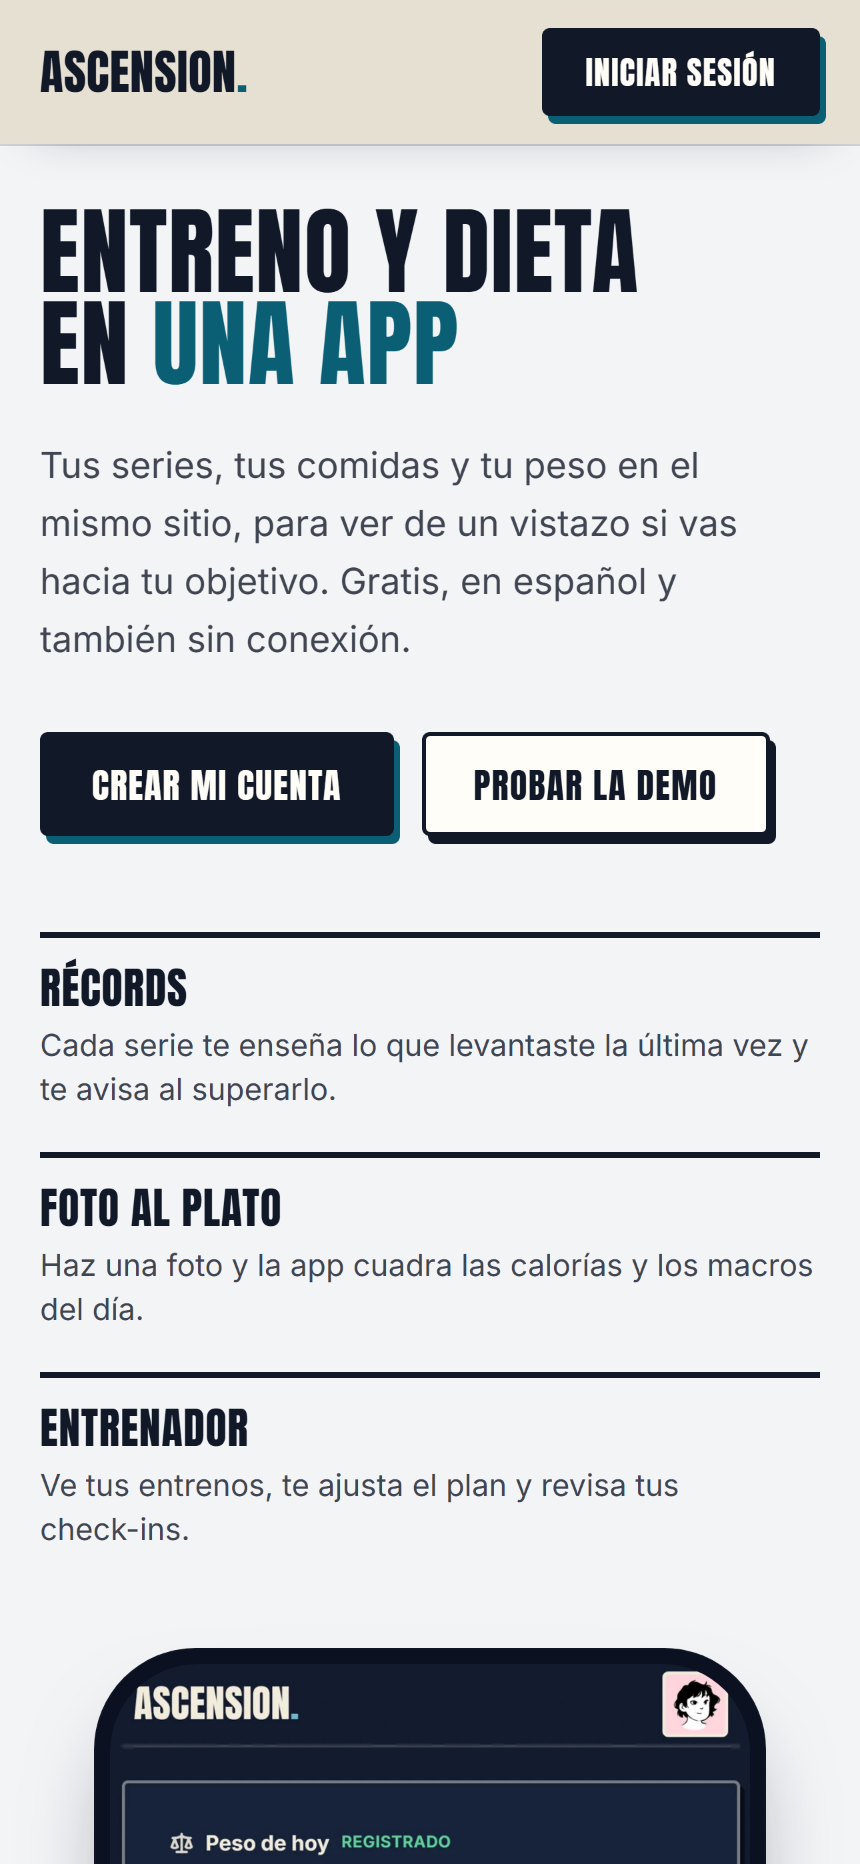 ASCENSION.
INICIAR SESIÓN
ENTRENO Y DIETA
EN UNA APP
Tus series, tus comidas y tu peso en el
mismo sitio, para ver de un vistazo si vas
hacia tu objetivo. Gratis, en español y
también sin conexión.
CREAR MI CUENTA
PROBAR LA DEMO
RÉCORDS
Cada serie te enseña lo que levantaste la última vez y
te avisa al superarlo.
FOTO AL PLATO
Haz una foto y la app cuadra las calorías y los macros
del día.
ENTRENADOR
Ve tus entrenos, te ajusta el plan y revisa tus
check-ins.
ASCENSION.
Peso de hoy REGISTRADO